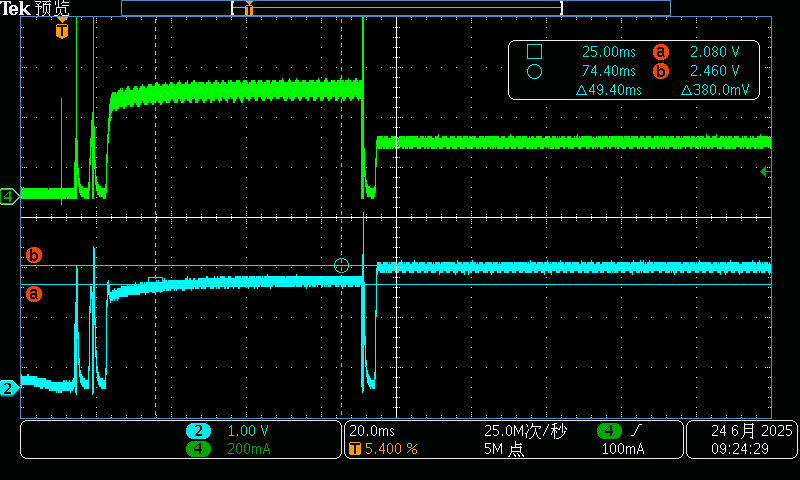 Tek 预览
T
T
25.00ms a 2.080 V
74.40ms b 2.460 V
△49.40ms △380.0mV
4
b
a
2
2 1.00 V
4 200mA
20.0ms
T 5.400 %
25.0M次/秒
5M 点
4
100mA
24 6月 2025
09:24:29